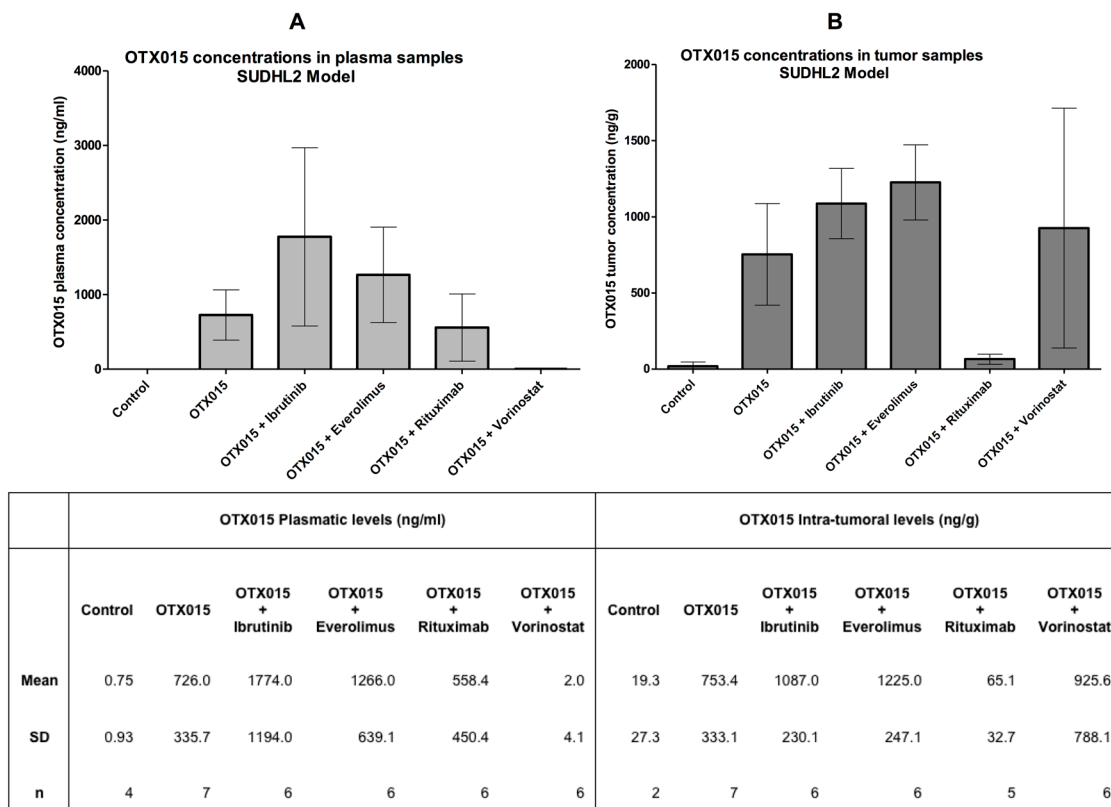 A
OTX015 concentrations in plasma samples
SUDHL2 Model
OTX015 plasma concentration (ng/ml)
4000
3000
2000
1000
0
Control
OTX015
OTX015 + Ibrutinib
OTX015 + Everolimus
OTX015 + Rituximab
OTX015 + Vorinostat
B
OTX015 concentrations in tumor samples
SUDHL2 Model
OTX015 tumor concentration (ng/g)
2000
1500
1000
500
0
Control
OTX015
OTX015 + Ibrutinib
OTX015 + Everolimus
OTX015 + Rituximab
OTX015 + Vorinostat
OTX015 Plasmatic levels (ng/ml) OTX015 Intra-tumoral levels (ng/g)
Control OTX015 OTX015 + Ibrutinib OTX015 + Everolimus OTX015 + Rituximab OTX015 + Vorinostat Control OTX015 OTX015 + Ibrutinib OTX015 + Everolimus OTX015 + Rituximab OTX015 + Vorinostat
Mean 0.75 726.0 1774.0 1266.0 558.4 2.0 19.3 753.4 1087.0 1225.0 65.1 925.6
SD 0.93 335.7 1194.0 639.1 450.4 4.1 27.3 333.1 230.1 247.1 32.7 788.1
n 4 7 6 6 6 6 2 7 6 6 5 6